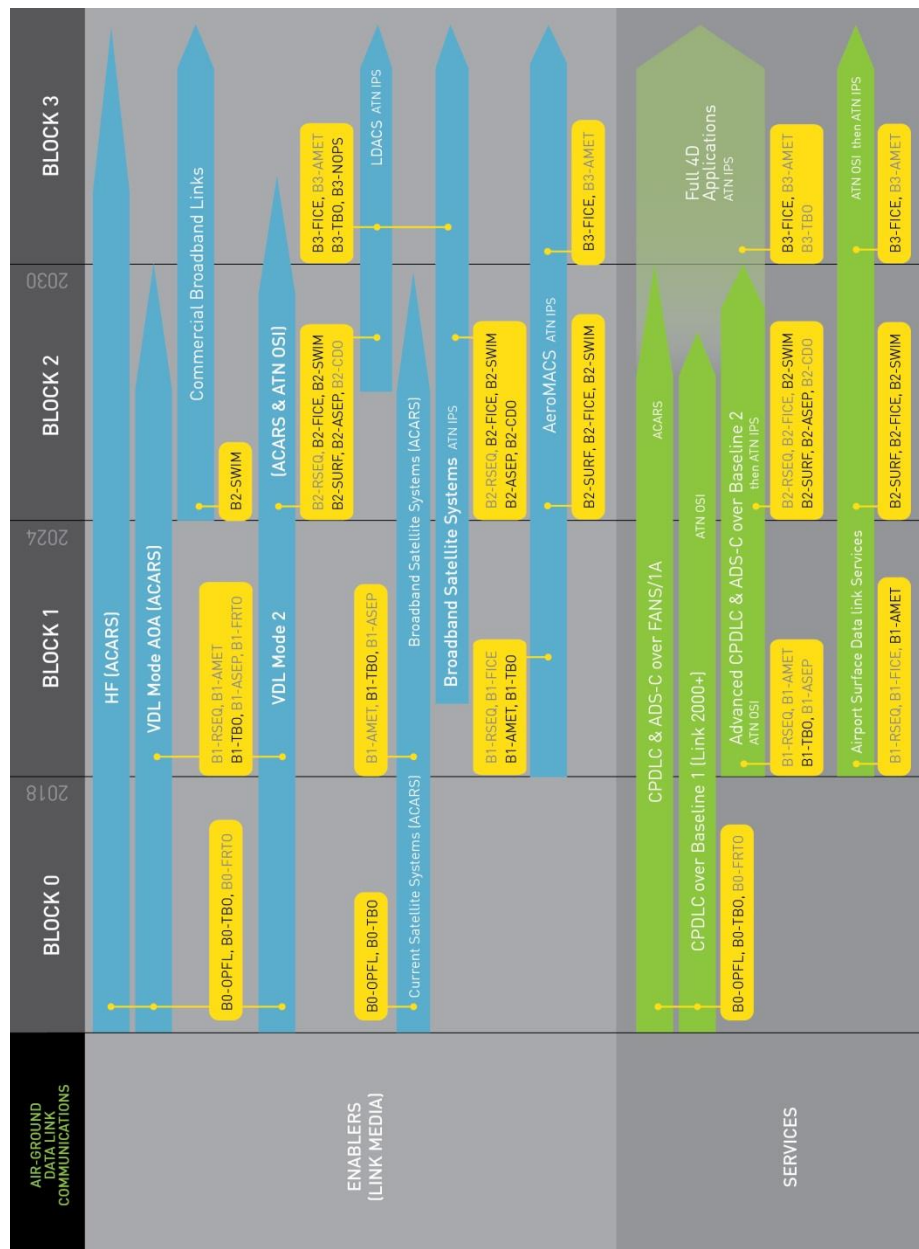 AIR-GROUND
DATA LINK
COMMUNICATIONS
BLOCK 0
2018
BLOCK 1
2024
BLOCK 2
2030
BLOCK 3
ENABLERS
(LINK MEDIA)
HF (ACARS)
VDL Mode A0A (ACARS)
Commercial Broadband Links
B2-SWIM
B0-OPFL, B0-TBO, B0-FRTO
B1-RSEQ, B1-AMET
B1-TBO, B1-ASEP, B1-FRTO
VDL Mode 2
(ACARS & ATN OSI)
B2-RSEQ, B2-FICE, B2-SWIM
B2-SURF, B2-ASEP, B2-CDO
B3-FICE, B3-AMET
B3-TBO, B3-NOPS
B0-OPFL, B0-TBO
B1-AMET, B1-TBO, B1-ASEP
LDACS ATN IPS
Current Satellite Systems (ACARS)
Broadband Satellite Systems (ACARS)
Broadband Satellite Systems ATN IPS
B1-RSEQ, B1-FICE
B1-AMET, B1-TBO
B2-RSEQ, B2-FICE, B2-SWIM
B2-ASEP, B2-CDO
AeroMACS ATN IPS
B2-SURF, B2-FICE, B2-SWIM
B3-FICE, B3-AMET
SERVICES
CPDLC & ADS-C over FANS/1A
ACARS
CPDLC over Baseline 1 (Link 2000+)
ATN OSI
Full 4D
Applications
ATN IPS
B0-OPFL, B0-TBO, B0-FRTO
Advanced CPDLC & ADS-C over Baseline 2
ATN OSI
then ATN IPS
B1-RSEQ, B1-AMET
B1-TBO, B1-ASEP
B2-RSEQ, B2-FICE, B2-SWIM
B2-SURF, B2-ASEP, B2-CDO
B3-FICE, B3-AMET
B3-TBO
Airport Surface Data link Services
ATN OSI then ATN IPS
B1-RSEQ, B1-FICE, B1-AMET
B2-SURF, B2-FICE, B2-SWIM
B3-FICE, B3-AMET